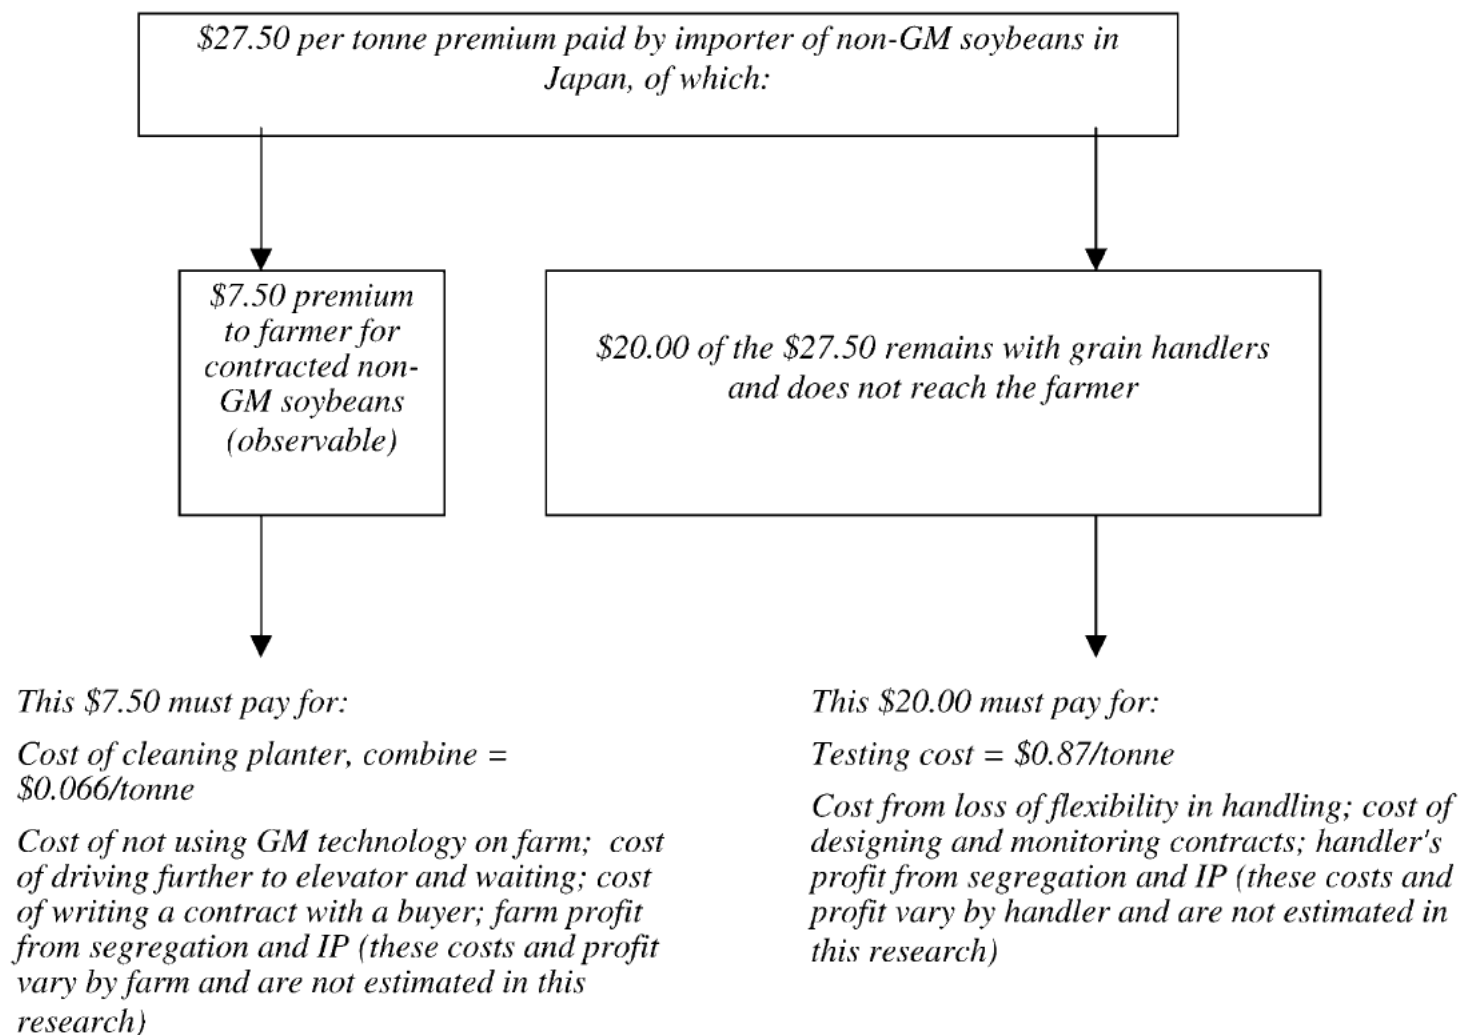 $27.50 per tonne premium paid by importer of non-GM soybeans in
Japan, of which:
$7.50 premium
to farmer for
contracted non-
GM soybeans
(observable)
$20.00 of the $27.50 remains with grain handlers
and does not reach the farmer
This $7.50 must pay for:
Cost of cleaning planter, combine =
$0.066/tonne
Cost of not using GM technology on farm;  cost
of driving further to elevator and waiting; cost
of writing a contract with a buyer; farm profit
from segregation and IP (these costs and profit
vary by farm and are not estimated in this
research)
This $20.00 must pay for:
Testing cost = $0.87/tonne
Cost from loss of flexibility in handling; cost of
designing and monitoring contracts; handler's
profit from segregation and IP (these costs and
profit vary by handler and are not estimated in
this research)